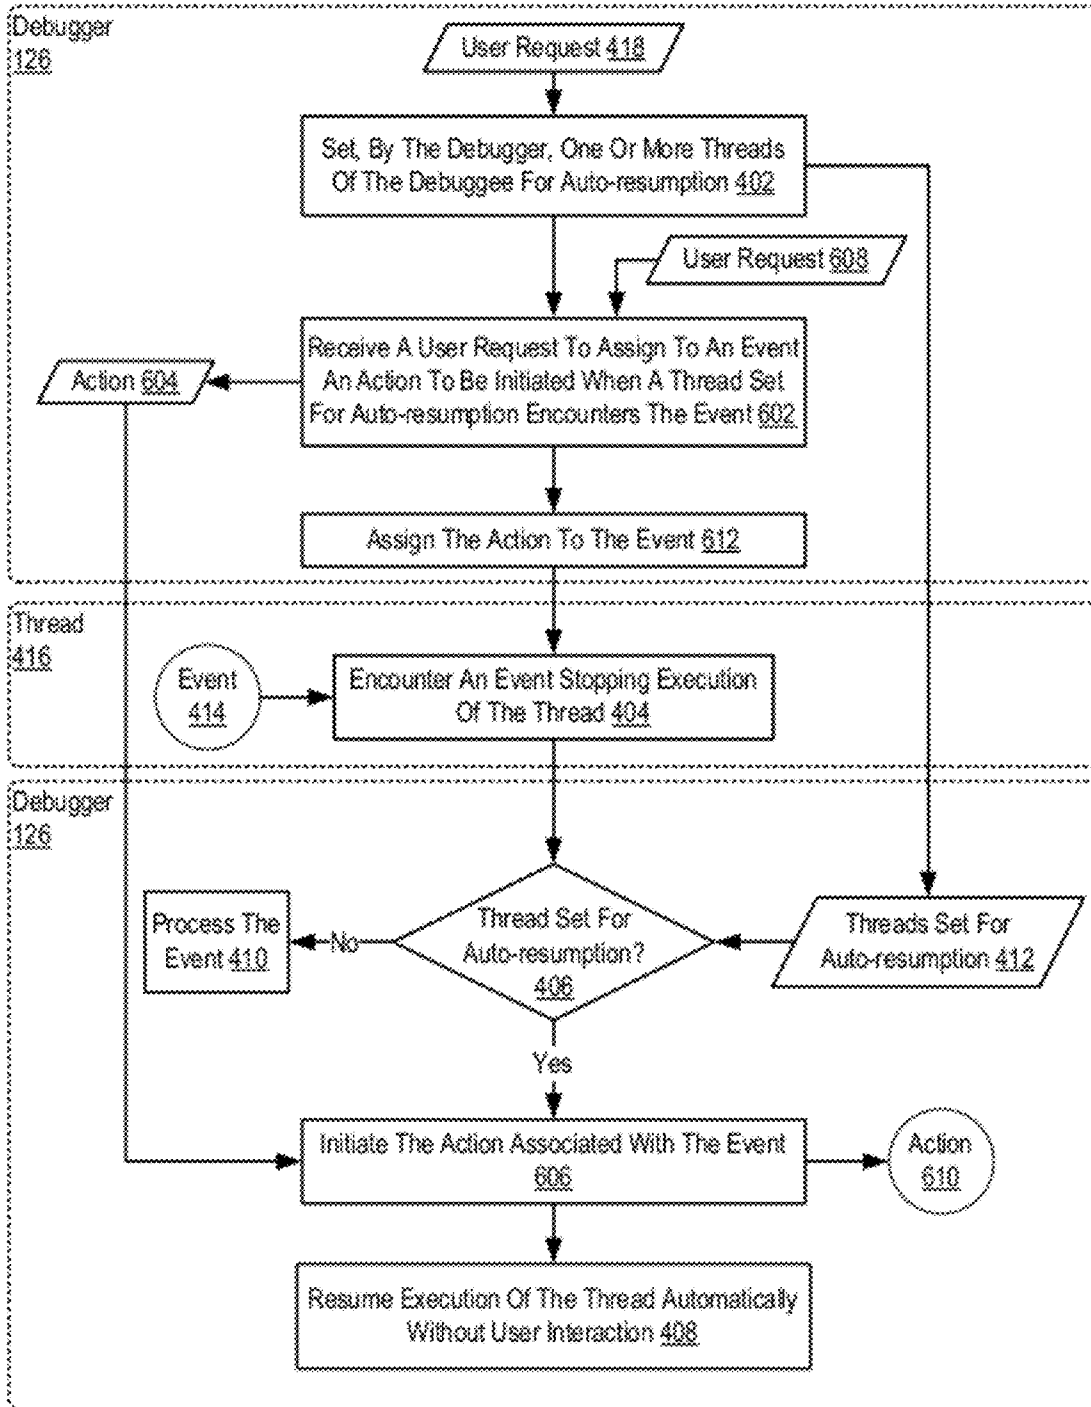 Debugger
126
User Request 418
Set, By The Debugger, One Or More Threads
Of The Debuggee For Auto-resumption 402
User Request 608
Receive A User Request To Assign To An Event
An Action To Be Initiated When A Thread Set
For Auto-resumption Encounters The Event 602
Action 604
Assign The Action To The Event 612
Thread
416
Event
414
Encounter An Event Stopping Execution
Of The Thread 404
Debugger
126
Process The
Event 410
No
Thread Set For
Auto-resumption?
406
Threads Set For
Auto-resumption 412
Yes
Initiate The Action Associated With The Event
606
Action
610
Resume Execution Of The Thread Automatically
Without User Interaction 408